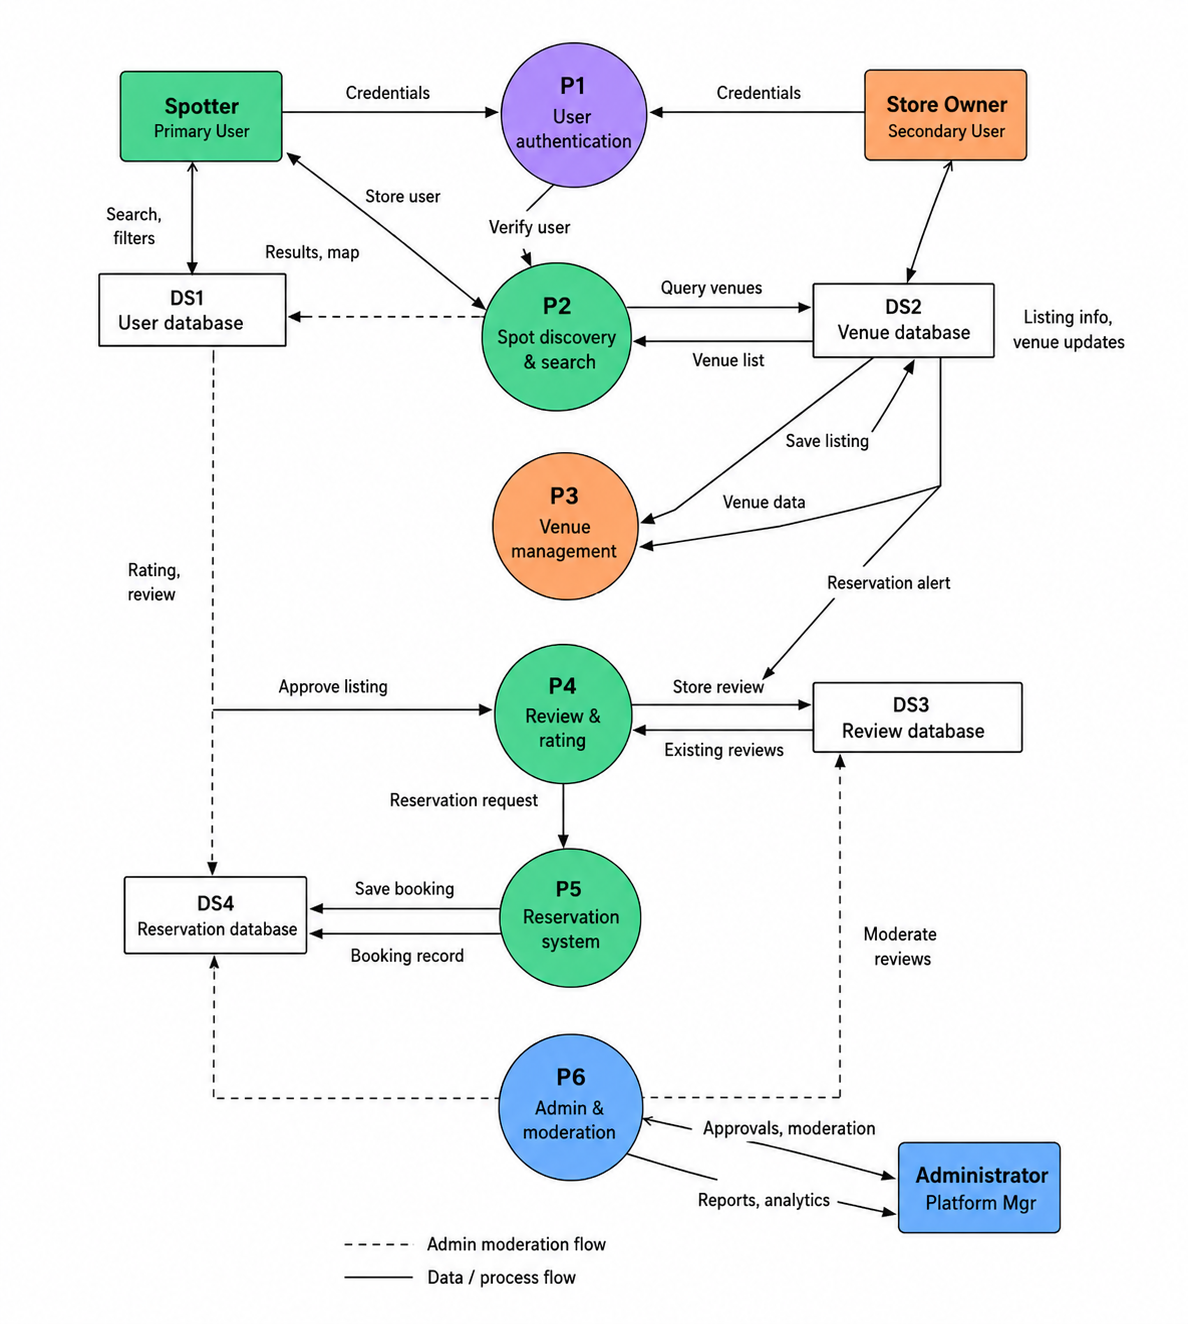 Spotter
Primary User
Credentials
P1
User
authentication
Credentials
Store Owner
Secondary User
Search,
filters
Store user
Verify user
Results, map
DS1
User database
P2
Spot discovery
& search
Query venues
Venue list
DS2
Venue database
Listing info,
venue updates
Save listing
P3
Venue
management
Venue data
Rating,
review
Reservation alert
Approve listing
P4
Review &
rating
Store review
Existing reviews
DS3
Review database
Reservation request
DS4
Reservation database
Save booking
Booking record
P5
Reservation
system
Moderate
reviews
P6
Admin &
moderation
Approvals, moderation
Reports, analytics
Administrator
Platform Mgr
Admin moderation flow
Data / process flow